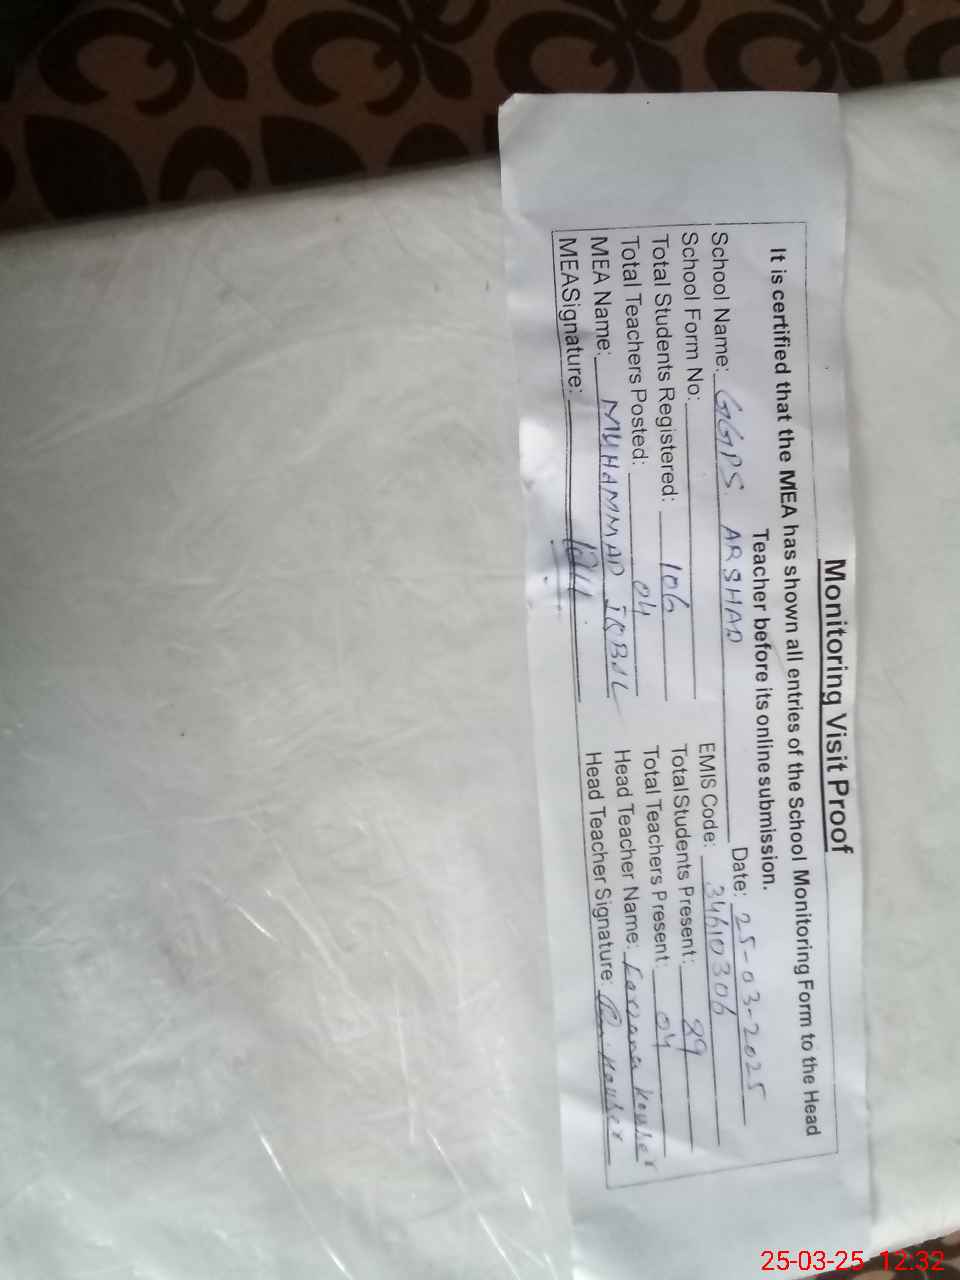 Monitoring Visit Proof
It is certified that the MEA has shown all entries of the School Monitoring Form to the Head
Teacher before its online submission.
School Name: GGPS ARSHAD Date: 25-03-2025
School Form No: EMIS Code: 34610306
Total Students Registered: 106 Total Students Present: 89
Total Teachers Posted: 04 Total Teachers Present: 04
MEA Name: MUHAMMAD IQBAL Head Teacher Name: Farzana Kouser
MEASignature: Head Teacher Signature: Kouser
25-03-25 12:32